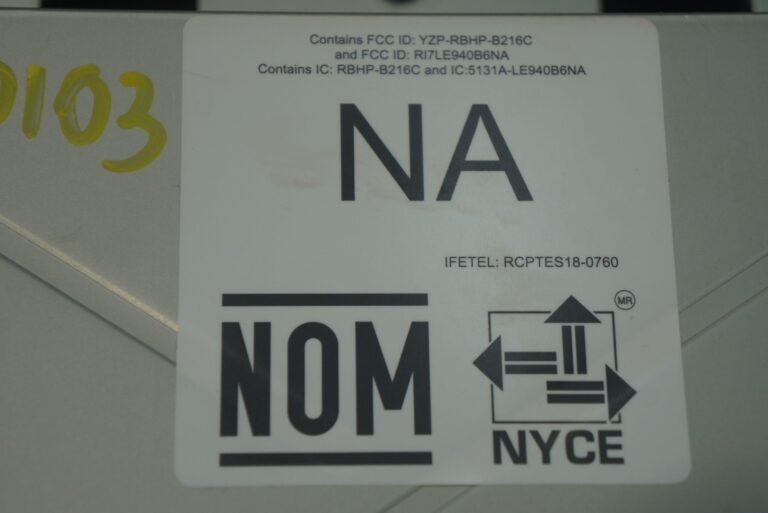 Contains FCC ID: YZP-RBHP-B216C
and FCC ID: RI7LE940B6NA
Contains IC: RBHP-B216C and IC:5131A-LE940B6NA
0103
NA
IFETEL: RCPTES18-0760
MR
NOM
NYCE